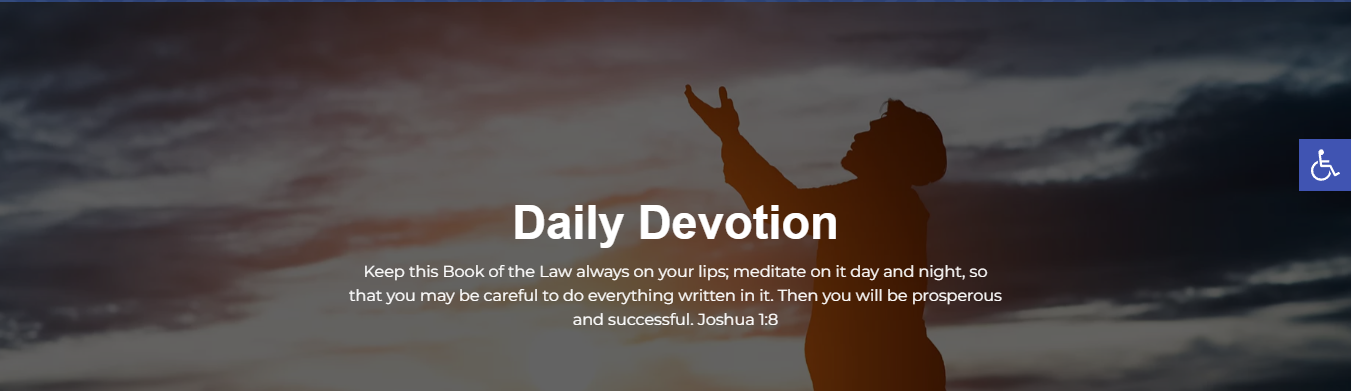 Daily Devotion
Keep this Book of the Law always on your lips; meditate on it day and night, so
that you may be careful to do everything written in it. Then you will be prosperous
and successful. Joshua 1:8